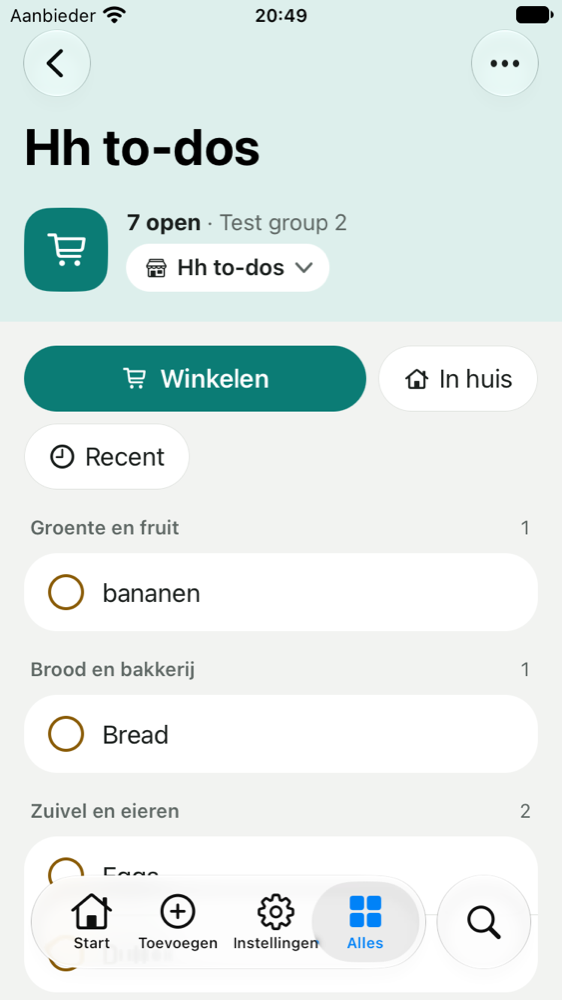 Aanbieder 20:49
Hh to-dos
7 open · Test group 2
Hh to-dos
Winkelen
In huis
Recent
Groente en fruit 1
bananen
Brood en bakkerij 1
Bread
Zuivel en eieren 2
Eggs
Start Toevoegen Instellingen Alles